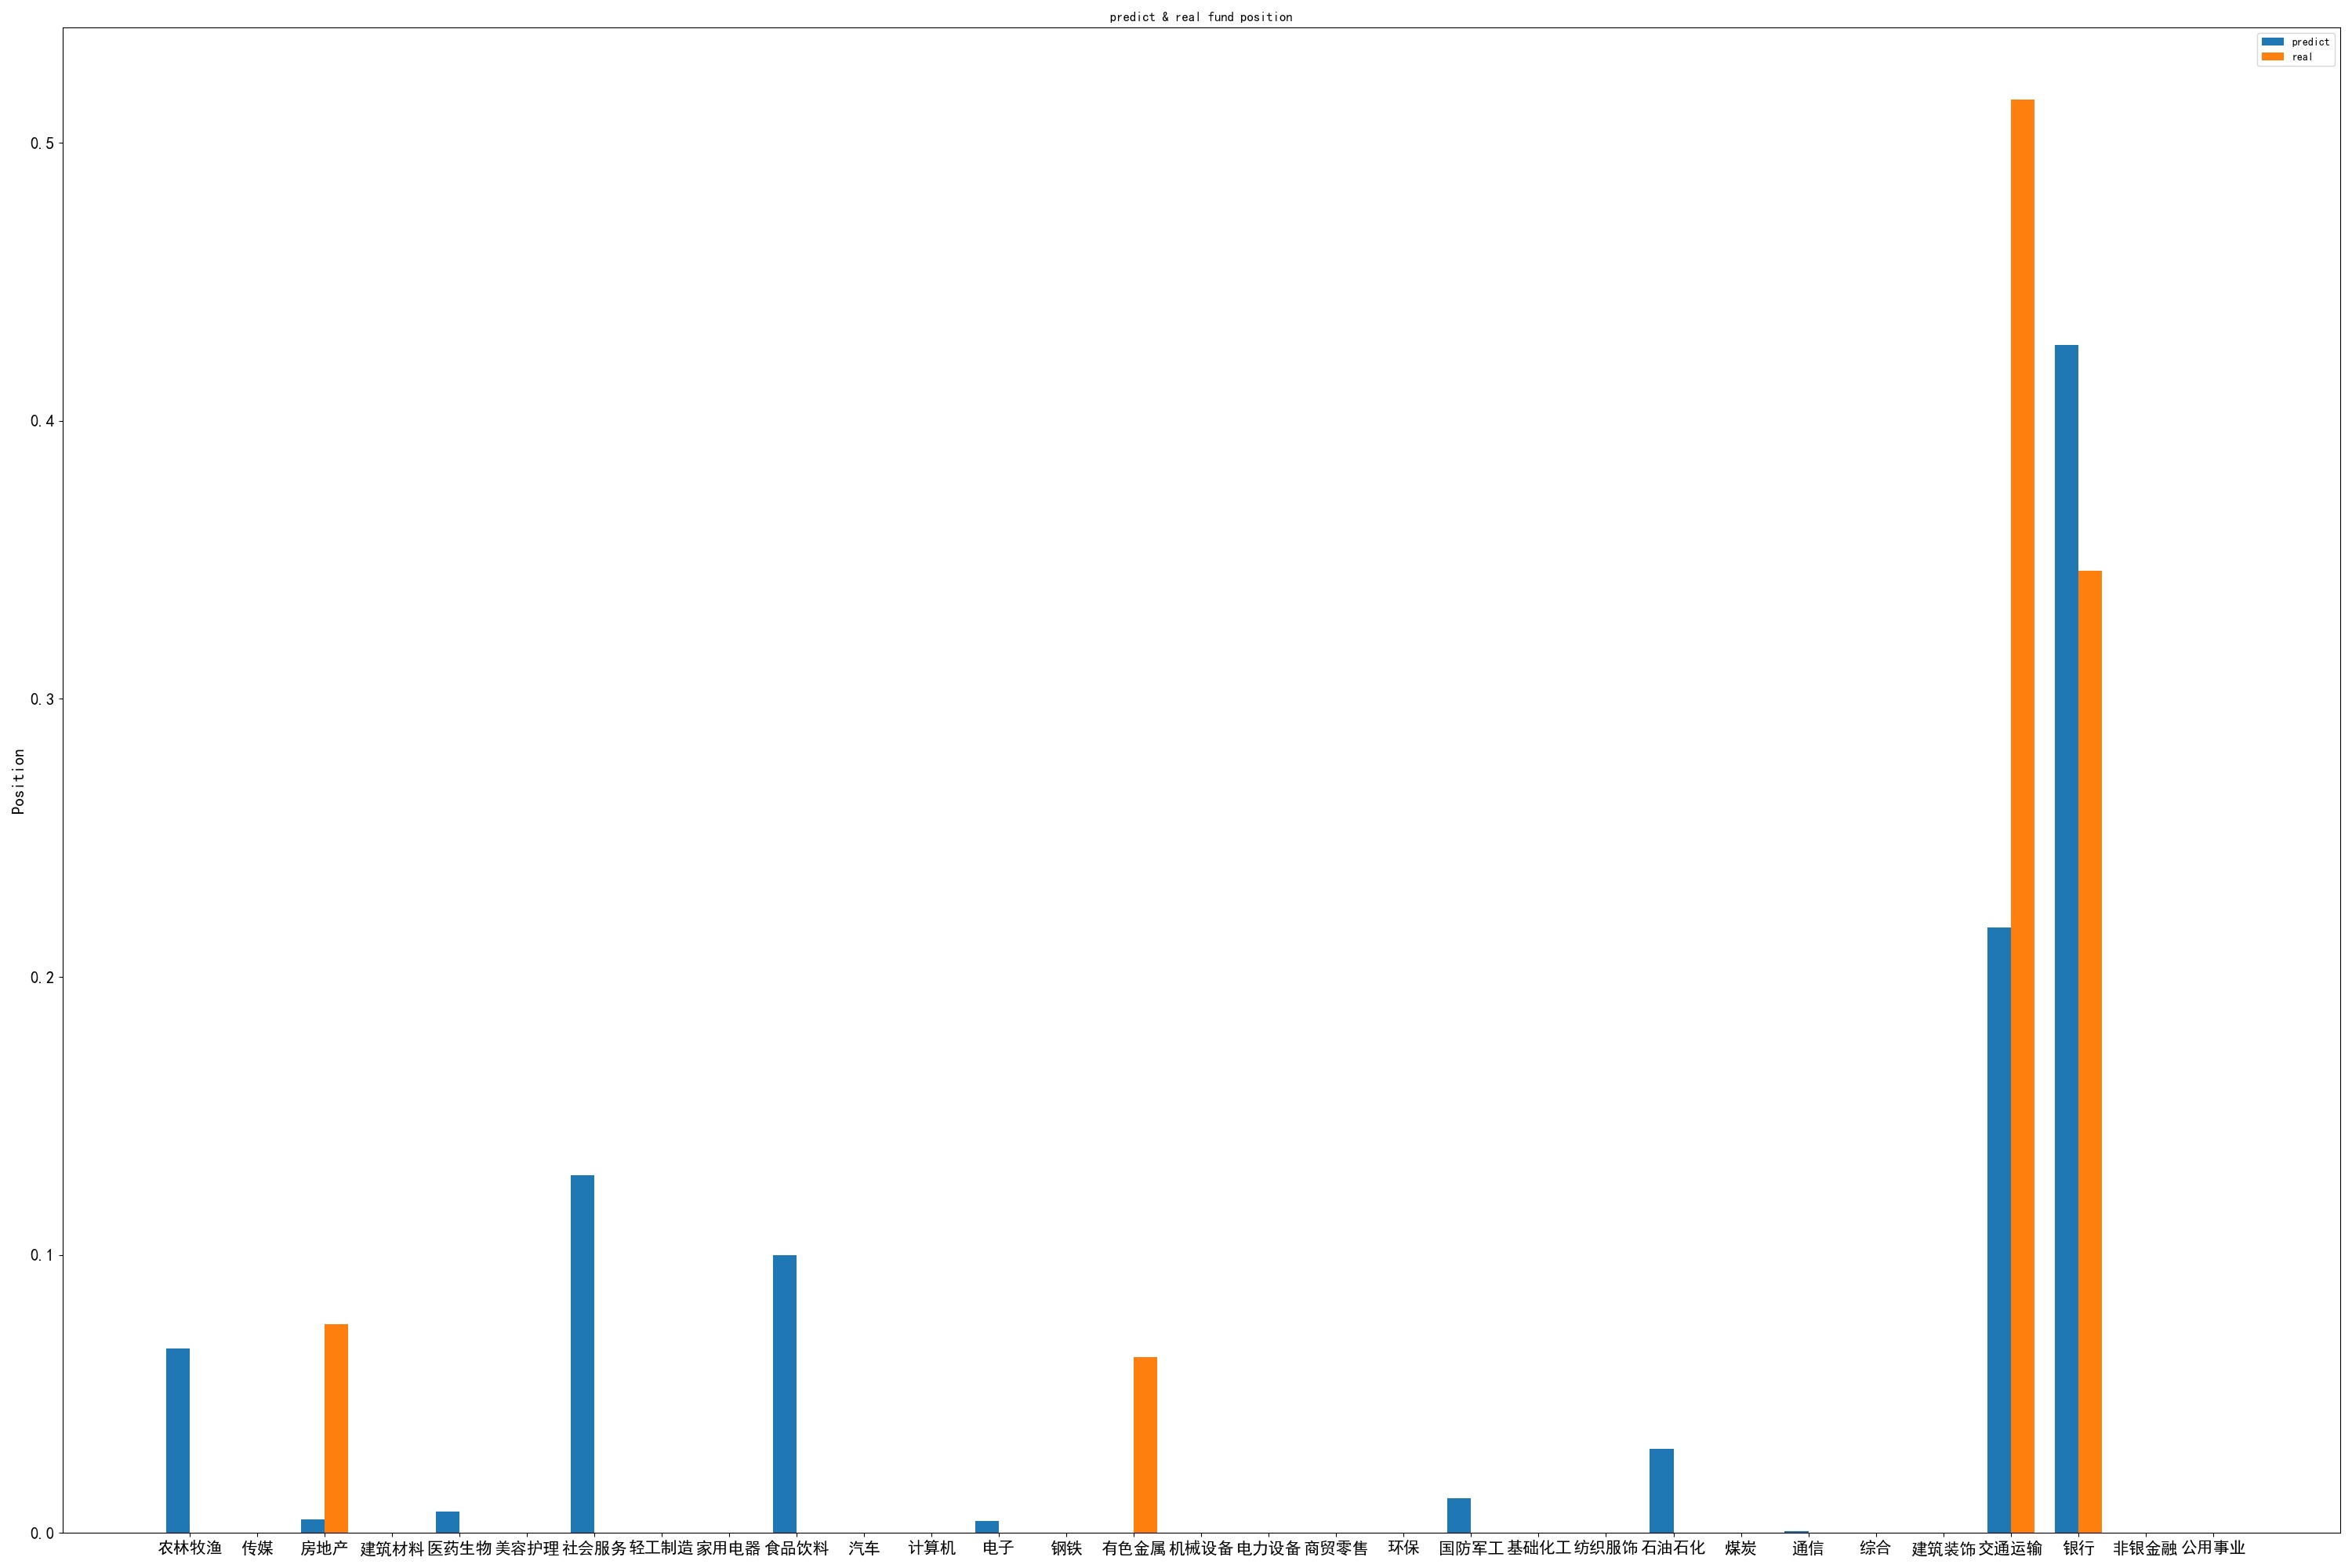 predict & real fund position
predict
real
0.5
0.4
0.3
0.2
0.1
0.0
Position
农林牧渔 传媒 房地产 建筑材料 医药生物 美容护理 社会服务 轻工制造 家用电器 食品饮料 汽车 计算机 电子 钢铁 有色金属 机械设备 电力设备 商贸零售 环保 国防军工 基础化工 纺织服饰 石油石化 煤炭 通信 综合 建筑装饰 交通运输 银行 非银金融 公用事业